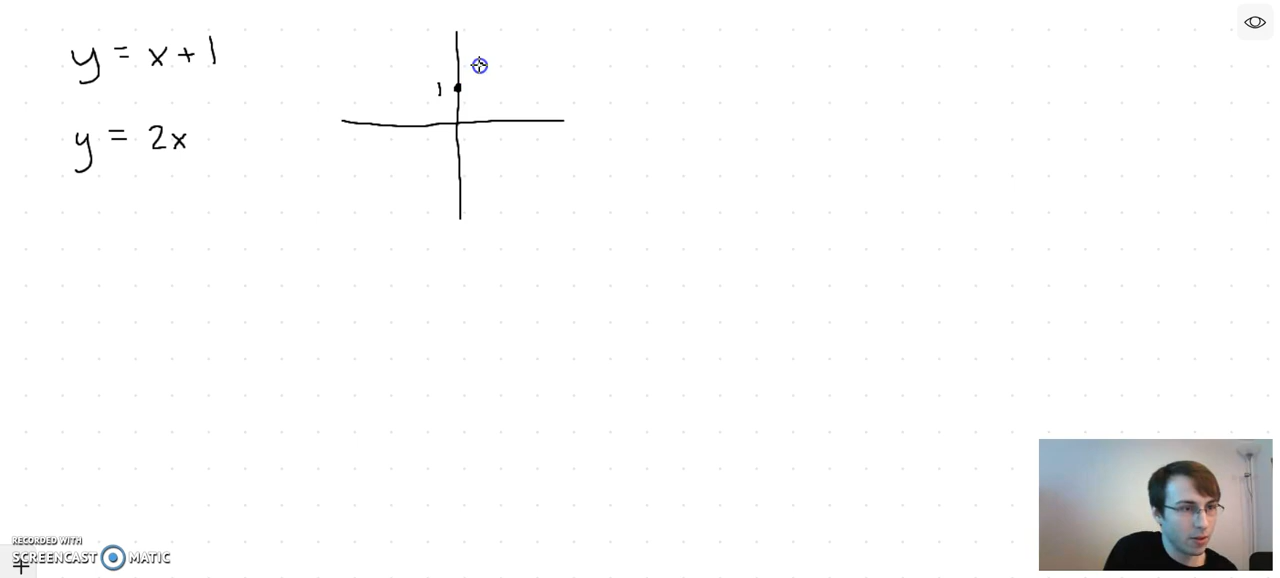 y = x + 1
y = 2x
1
RECORDED WITH
SCREENCAST MATIC